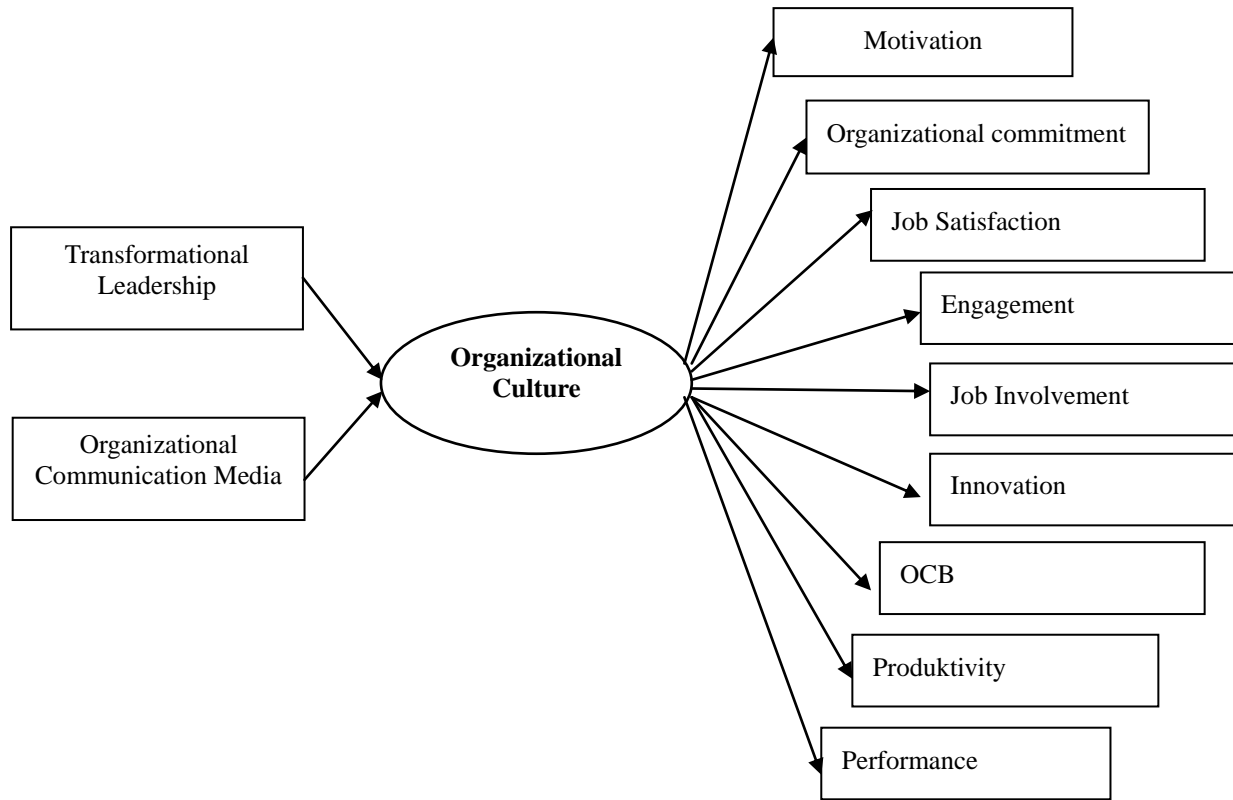 Transformational
Leadership
Organizational
Communication Media
Organizational
Culture
Motivation
Organizational commitment
Job Satisfaction
Engagement
Job Involvement
Innovation
OCB
Produktivity
Performance